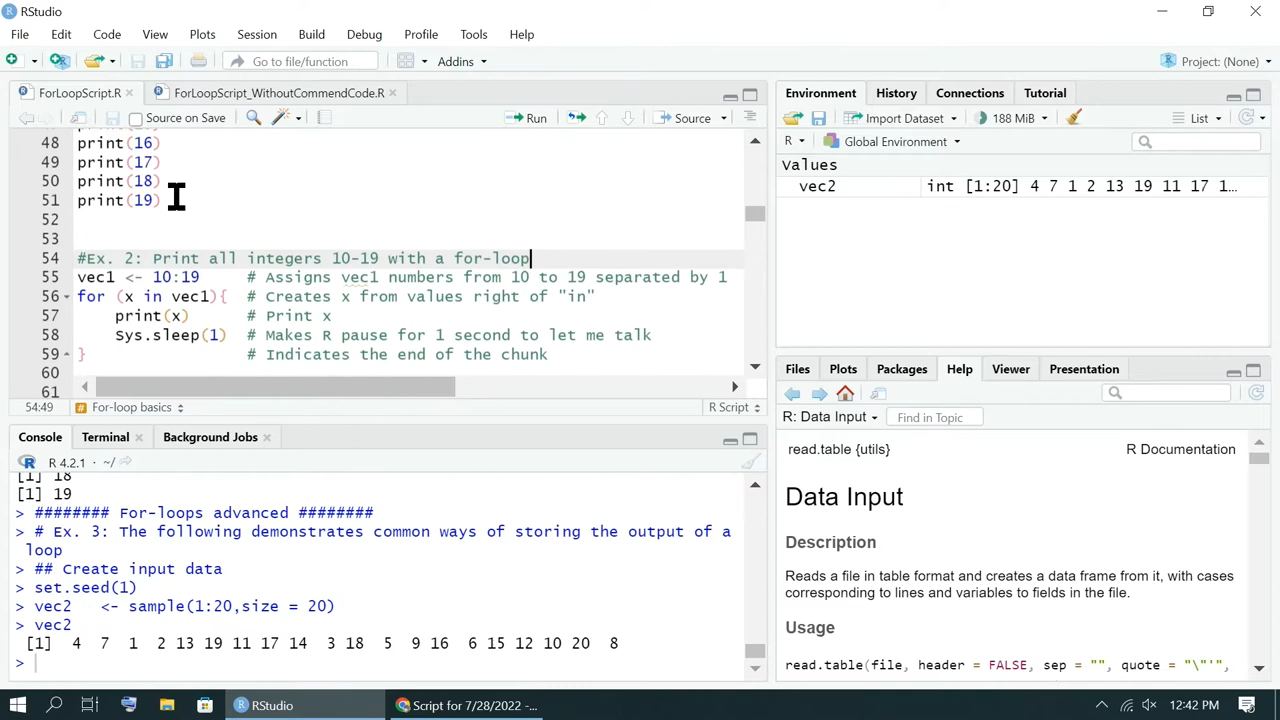 RStudio
File Edit Code View Plots Session Build Debug Profile Tools Help
Go to file/function Addins Project: (None)
ForLoopScript.R ForLoopScript_WithoutCommendCode.R
Source on Save Run Source
48 print(16)
49 print(17)
50 print(18)
51 print(19)
52
53
54 #Ex. 2: Print all integers 10-19 with a for-loop
55 vec1 <- 10:19 # Assigns vec1 numbers from 10 to 19 separated by 1
56 for (x in vec1){ # Creates x from values right of "in"
57 print(x) # Print x
58 Sys.sleep(1) # Makes R pause for 1 second to let me talk
59 } # Indicates the end of the chunk
60
61
54:49 For-loop basics R Script
Console Terminal Background Jobs
R 4.2.1 · ~/
[1] 18
[1] 19
> ######## For-loops advanced ########
> # Ex. 3: The following demonstrates common ways of storing the output of a
loop
> ## Create input data
> set.seed(1)
> vec2 <- sample(1:20,size = 20)
> vec2
[1] 4 7 1 2 13 19 11 17 14 3 18 5 9 16 6 15 12 10 20 8
>
Environment History Connections Tutorial
Import Dataset 188 MiB List
R Global Environment
Values
vec2 int [1:20] 4 7 1 2 13 19 11 17 1…
Files Plots Packages Help Viewer Presentation
R: Data Input Find in Topic
read.table {utils} R Documentation
Data Input
Description
Reads a file in table format and creates a data frame from it, with cases
corresponding to lines and variables to fields in the file.
Usage
read.table(file, header = FALSE, sep = "", quote = "\"'",
RStudio Script for 7/28/2022 -... 12:42 PM